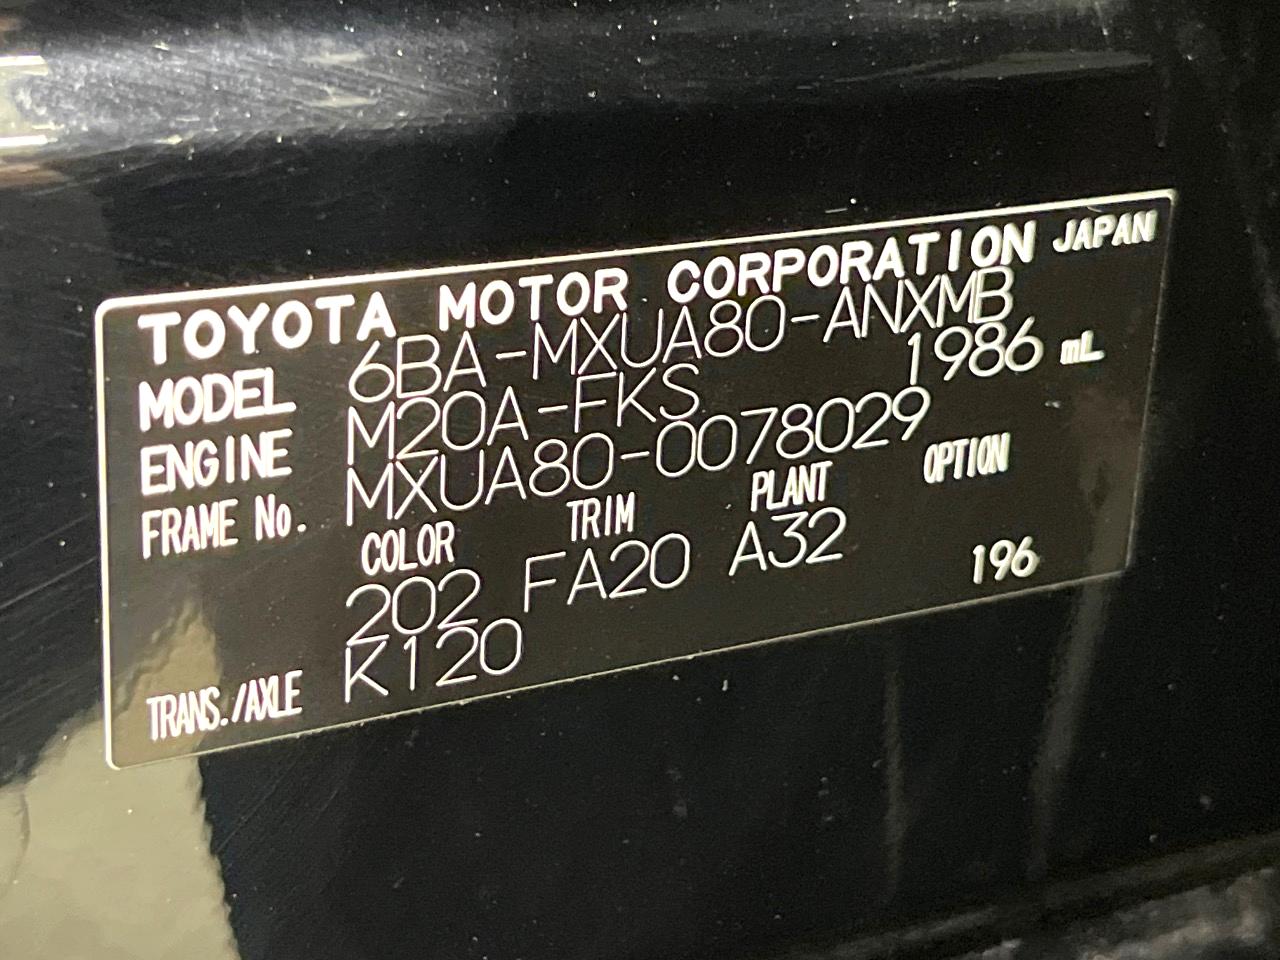 TOYOTA MOTOR CORPORATION JAPAN
MODEL 6BA-MXUA80-ANXMB
ENGINE M20A-FKS 1986 mL
FRAME No. MXUA80-0078029
COLOR TRIM PLANT OPTION
202 FA20 A32 196
TRANS./AXLE K120